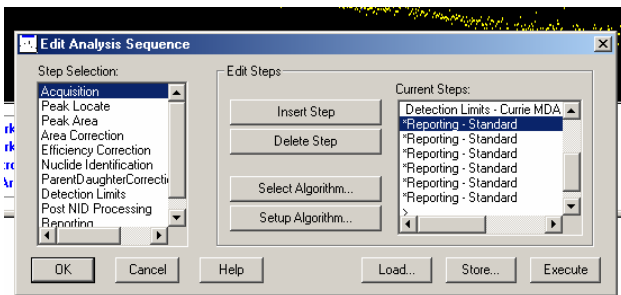 Edit Analysis Sequence
Step Selection:
Acquisition
Peak Locate
Peak Area
Area Correction
Efficiency Correction
Nuclide Identification
ParentDaughterCorrecti
Detection Limits
Post NID Processing
Reporting
Edit Steps
Insert Step
Delete Step
Select Algorithm...
Setup Algorithm...
Current Steps:
Detection Limits - Currie MDA
*Reporting - Standard
*Reporting - Standard
*Reporting - Standard
*Reporting - Standard
*Reporting - Standard
*Reporting - Standard
>
OK
Cancel
Help
Load...
Store...
Execute